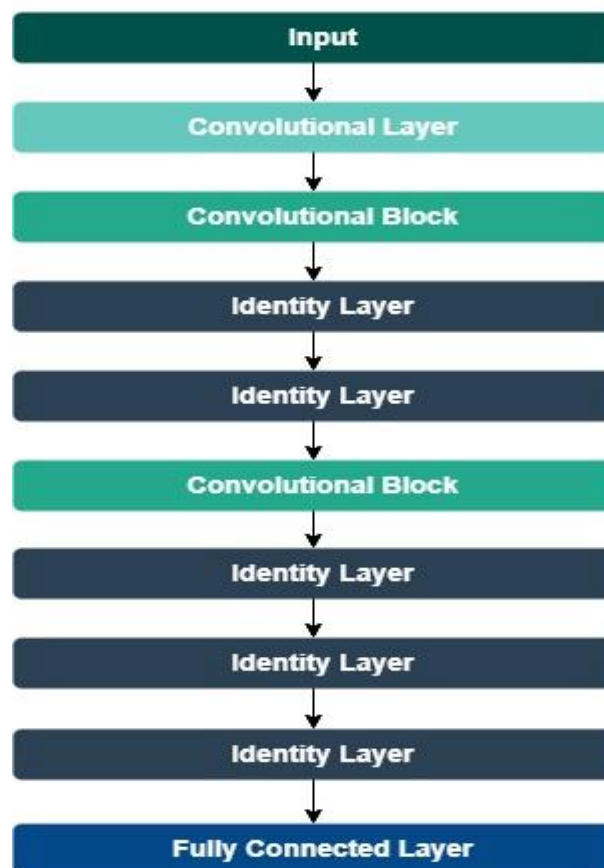 Input
Convolutional Layer
Convolutional Block
Identity Layer
Identity Layer
Convolutional Block
Identity Layer
Identity Layer
Identity Layer
Fully Connected Layer